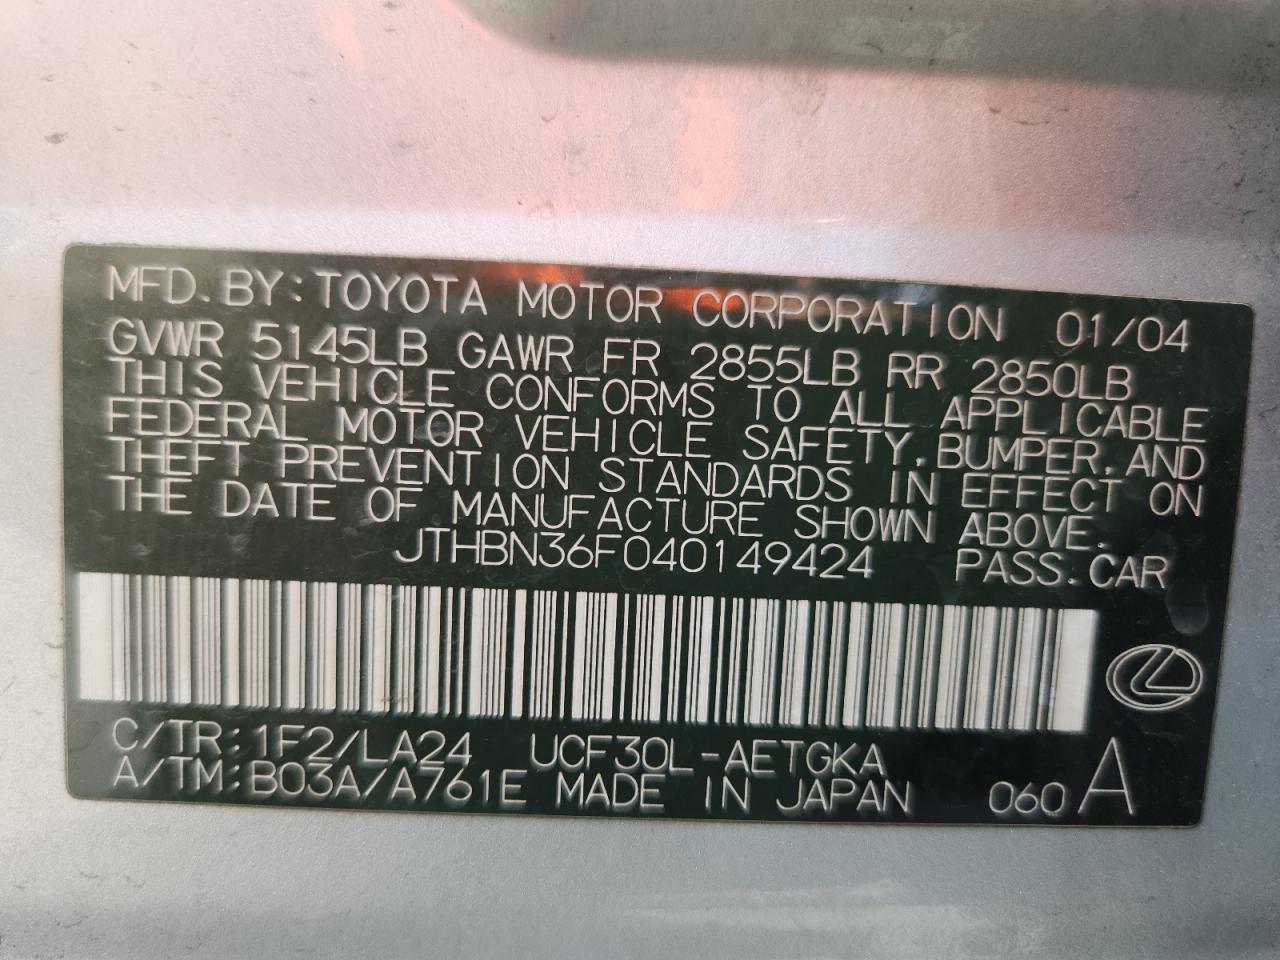 MFD. BY: TOYOTA MOTOR CORPORATION 01/04
GVWR 5145LB GAWR FR 2855LB RR 2850LB
THIS VEHICLE CONFORMS TO ALL APPLICABLE
FEDERAL MOTOR VEHICLE SAFETY, BUMPER, AND
THEFT PREVENTION STANDARDS IN EFFECT ON
THE DATE OF MANUFACTURE SHOWN ABOVE.
JTHBN36F040149424 PASS. CAR
C/TR: 1F2/LA24 UCF30L-AETGKA
A/TM: B03A/A761E MADE IN JAPAN 060 A